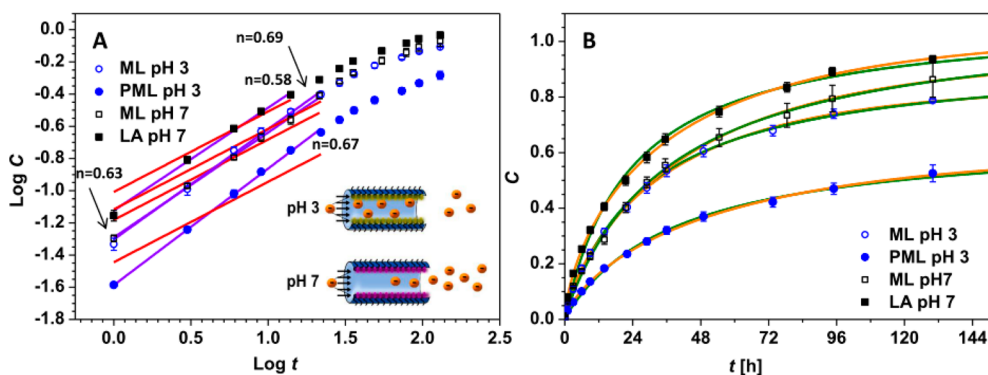 A
n=0.69
n=0.58
ML pH 3
PML pH 3
ML pH 7
LA pH 7
n=0.63
n=0.67
pH 3
pH 7
0.0
-0.2
-0.4
-0.6
-0.8
-1.0
-1.2
-1.4
-1.6
-1.8
Log C
0.0 0.5 1.0 1.5 2.0 2.5
Log t
B
1.0
0.8
0.6
0.4
0.2
0.0
C
ML pH 3
PML pH 3
ML pH7
LA pH 7
0 24 48 72 96 120 144
t [h]